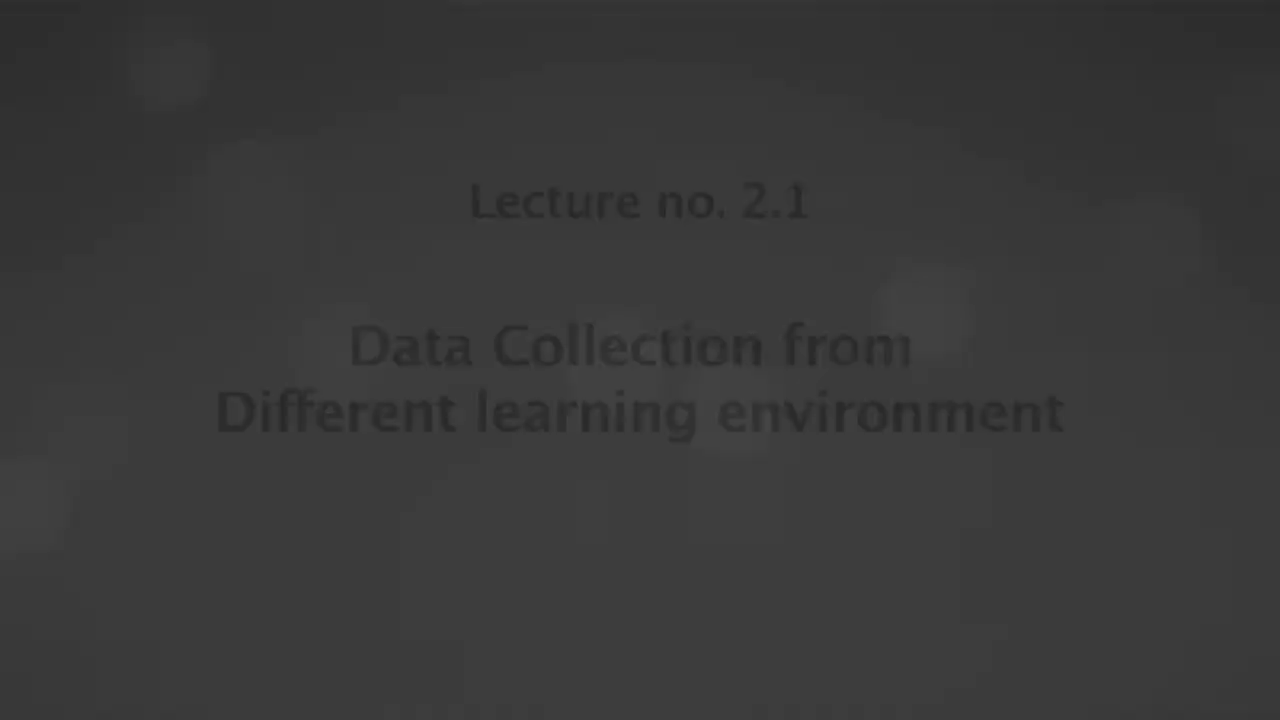 Lecture no. 2.1
Data Collection from
Different learning environment